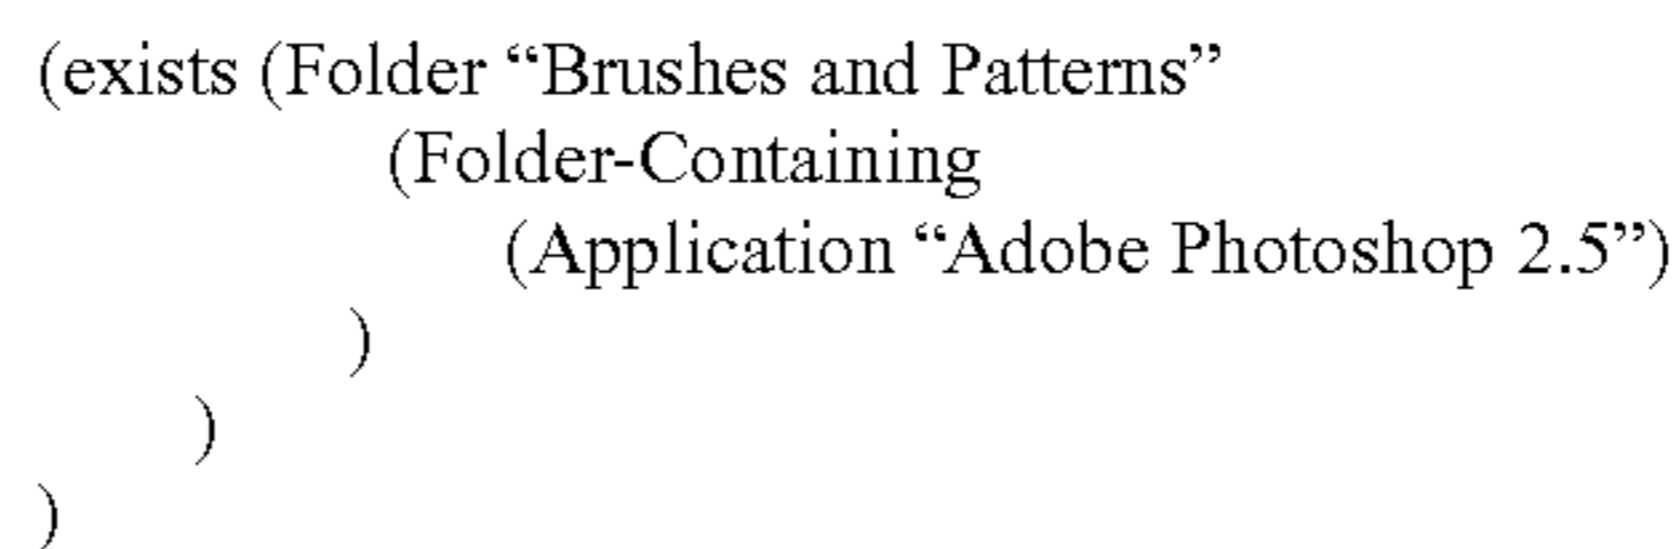 (exists (Folder “Brushes and Patterns”
(Folder-Containing
(Application “Adobe Photoshop 2.5”)
)
)
)